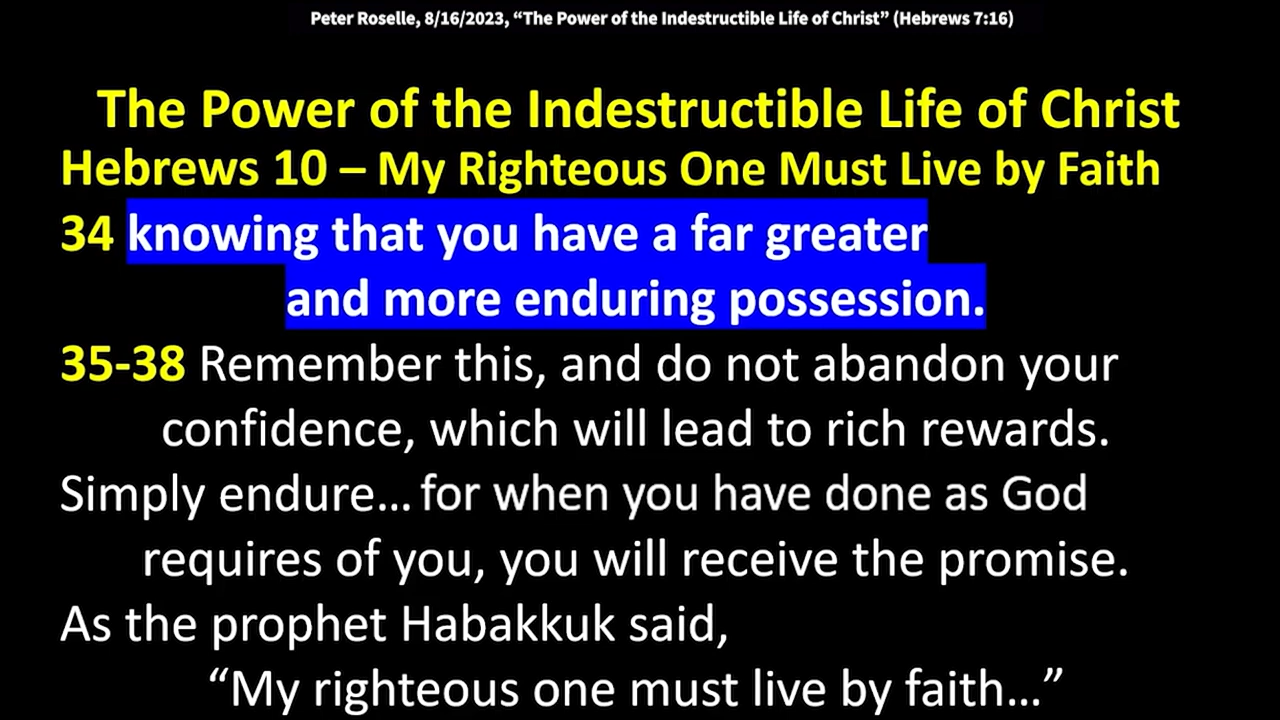 Peter Roselle, 8/16/2023, “The Power of the Indestructible Life of Christ” (Hebrews 7:16)
The Power of the Indestructible Life of Christ
Hebrews 10 – My Righteous One Must Live by Faith
34 knowing that you have a far greater
and more enduring possession.
35-38 Remember this, and do not abandon your
confidence, which will lead to rich rewards.
Simply endure… for when you have done as God
requires of you, you will receive the promise.
As the prophet Habakkuk said,
“My righteous one must live by faith…”